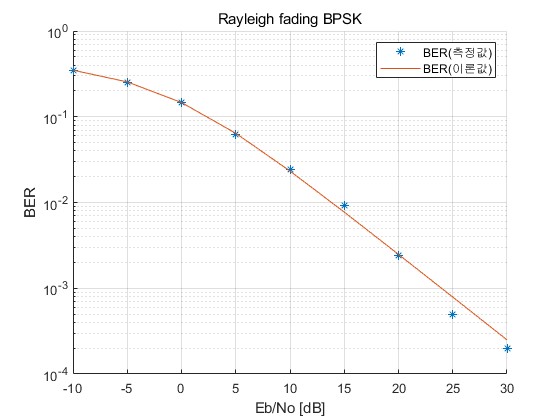 Rayleigh fading BPSK
BER(측정값)
BER(이론값)
10^0
10^-1
10^-2
10^-3
10^-4
BER
-10 -5 0 5 10 15 20 25 30
Eb/No [dB]